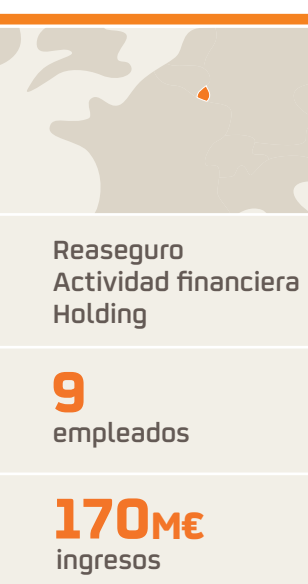 Reaseguro
Actividad financiera
Holding
9
empleados
170M€
ingresos